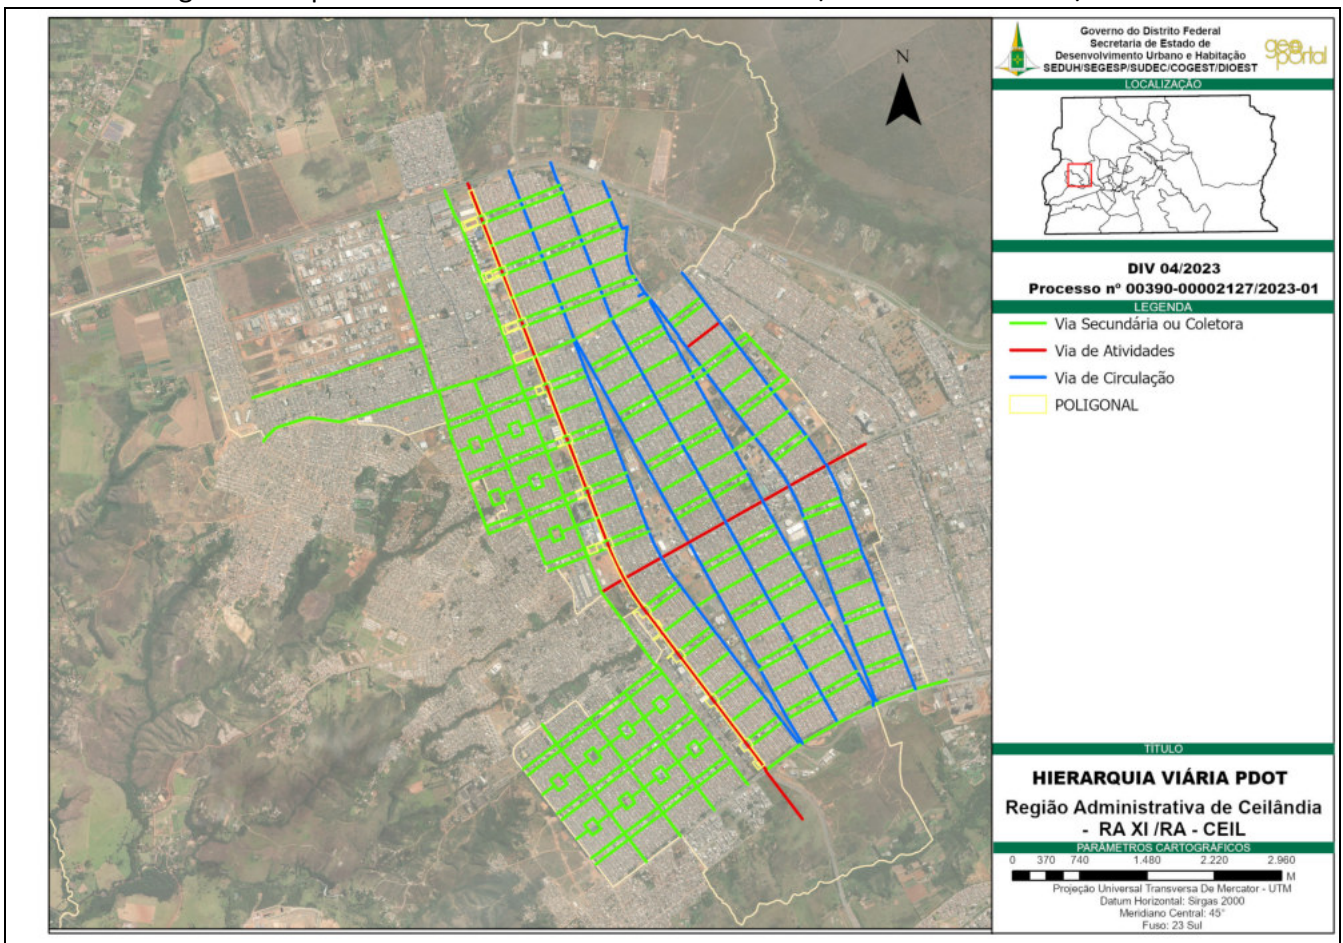 Governo do Distrito Federal
Secretaria de Estado de
Desenvolvimento Urbano e Habitação
SEDUH/SEGESP/SUDEC/COGEST/DIOEST
geoportal
LOCALIZAÇÃO
N
DIV 04/2023
Processo nº 00390-00002127/2023-01
LEGENDA
Via Secundária ou Coletora
Via de Atividades
Via de Circulação
POLIGONAL
TÍTULO
HIERARQUIA VIÁRIA PDOT
Região Administrativa de Ceilândia
- RA XI /RA - CEIL
PARÂMETROS CARTOGRÁFICOS
0 370 740 1.480 2.220 2.960
M
Projeção Universal Transversa De Mercator - UTM
Datum Horizontal: Sirgas 2000
Meridiano Central: 45°
Fuso: 23 Sul